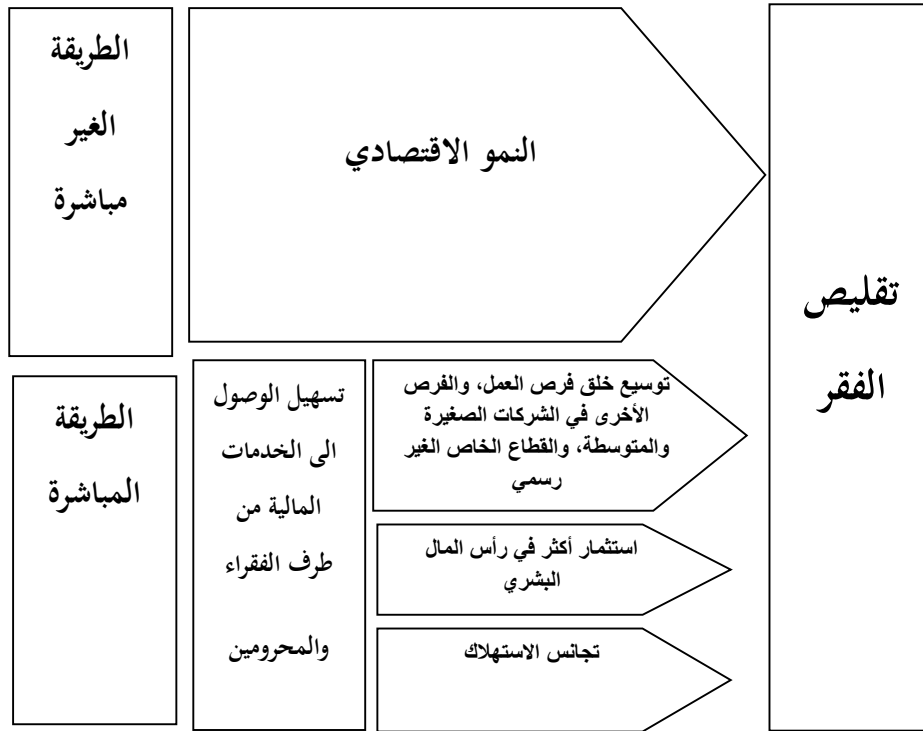 الطريقة
الغير
مباشرة
النمو الاقتصادي
تقليص
الفقر
الطريقة
المباشرة
تسهيل الوصول
الى الخدمات
المالية من
طرف الفقراء
والمحرومين
توسيع خلق فرص العمل، والفرص
الأخرى في الشركات الصغيرة
والمتوسطة، والقطاع الخاص الغير
رسمي
استثمار أكثر في رأس المال
البشري
تجانس الاستهلاك